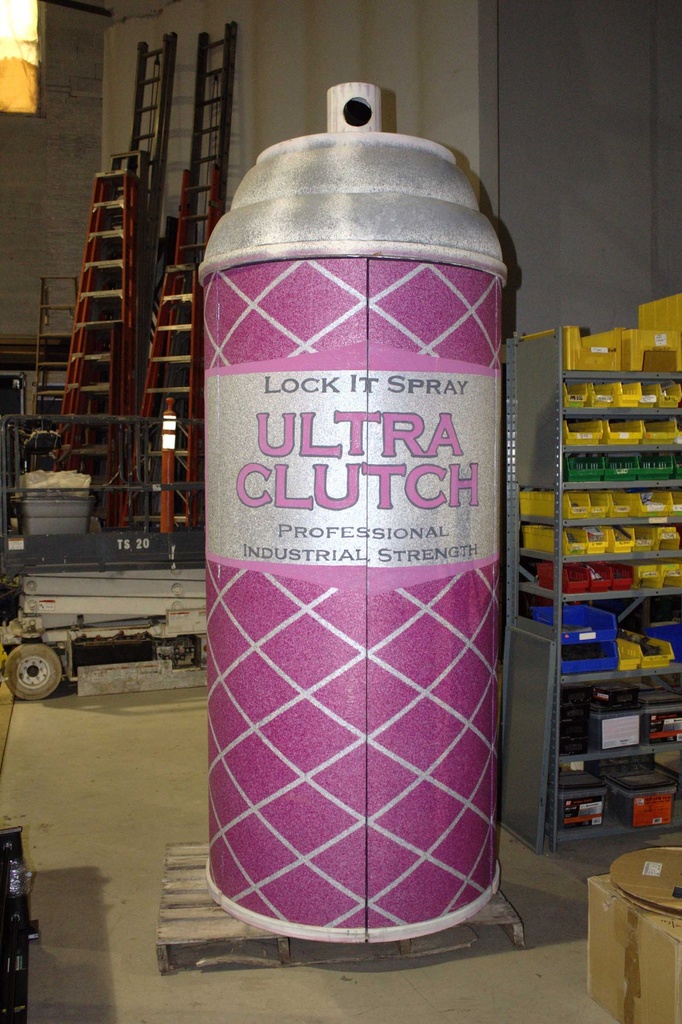 LOCK IT SPRAY
ULTRA
CLUTCH
PROFESSIONAL
INDUSTRIAL STRENGTH
TS 20